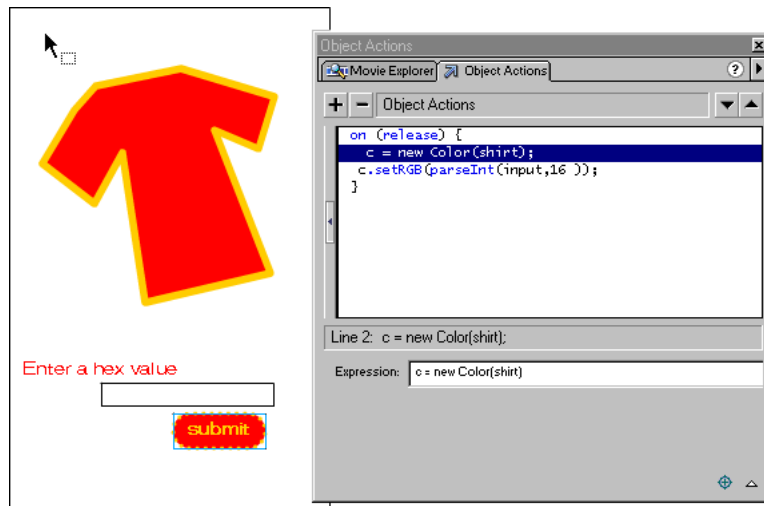 Object Actions
Movie Explorer Object Actions ?
+ - Object Actions
on (release) {
c = new Color(shirt);
c.setRGB(parseInt(input,16 ));
}
Line 2: c = new Color(shirt);
Expression: c = new Color(shirt)
Enter a hex value
submit